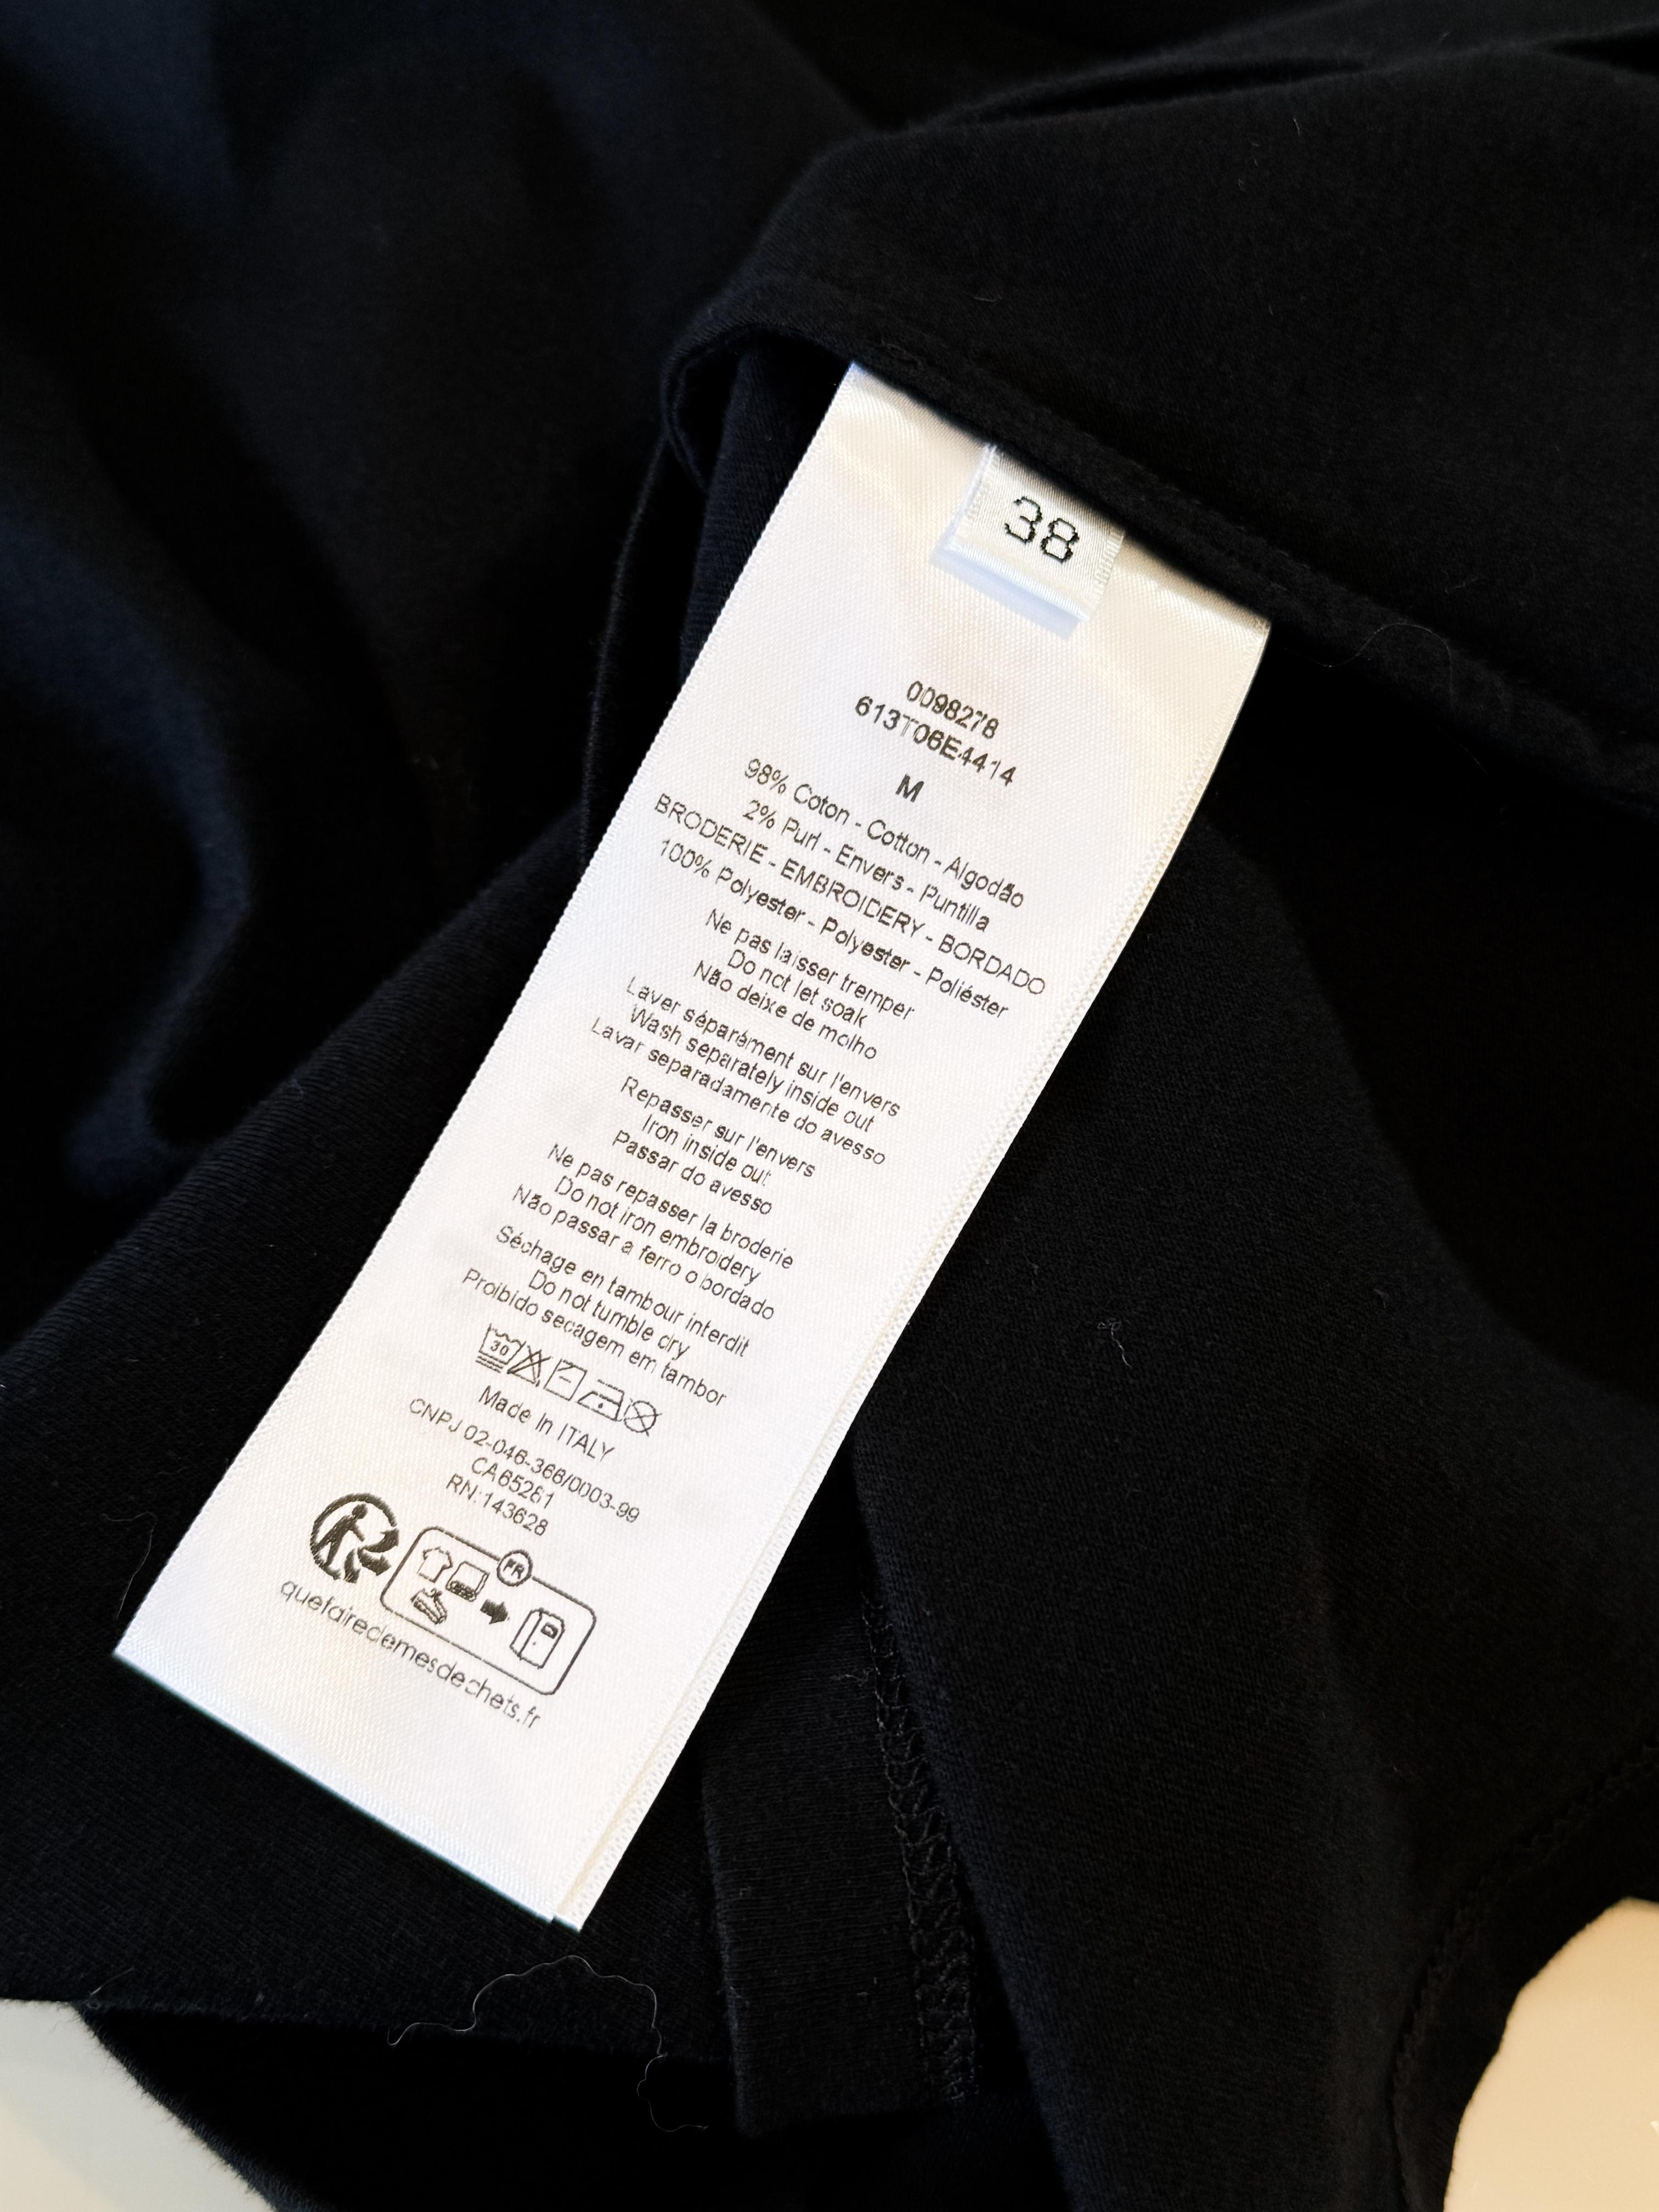 38
0098278
613T06E4414
M
98% Coton - Cotton - Algodão
2% Purl - Envers - Puntilla
BRODERIE - EMBROIDERY - BORDADO
100% Polyester - Polyester - Poliéster
Ne pas laisser tremper
Do not let soak
Não deixe de molho
Laver séparément sur l'envers
Wash separately inside out
Lavar separadamente do avesso
Repasser sur l'envers
Iron inside out
Passar do avesso
Ne pas repasser la broderie
Do not iron embroidery
Não passar a ferro o bordado
Séchage en tambour interdit
Do not tumble dry
Proibido secagem em tambor
30
Made In ITALY
CNPJ 02-046-366/0003-99
CA65281
RN:143628
FR
quefairedemesdechets.fr